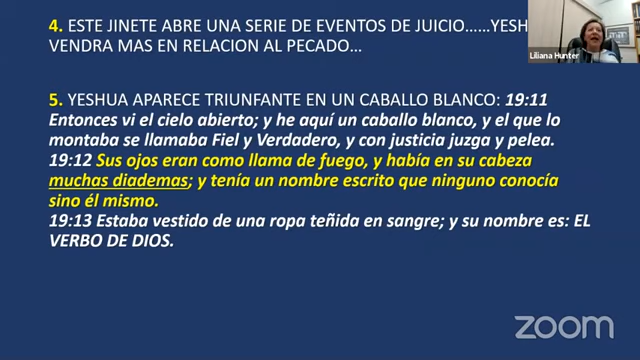 4. ESTE JINETE ABRE UNA SERIE DE EVENTOS DE JUICIO……YESH
VENDRA MAS EN RELACION AL PECADO…
Liliana Hunter
5. YESHUA APARECE TRIUNFANTE EN UN CABALLO BLANCO: 19:11
Entonces vi el cielo abierto; y he aquí un caballo blanco, y el que lo
montaba se llamaba Fiel y Verdadero, y con justicia juzga y pelea.
19:12 Sus ojos eran como llama de fuego, y había en su cabeza
muchas diademas; y tenía un nombre escrito que ninguno conocía
sino él mismo.
19:13 Estaba vestido de una ropa teñida en sangre; y su nombre es: EL
VERBO DE DIOS.
zoom